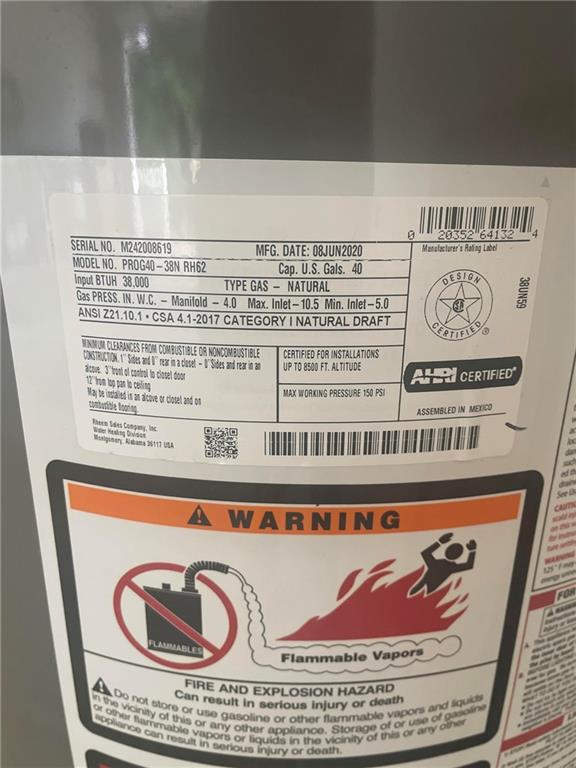 0 20352 64132 4
Manufacturer's Rating Label
SERIAL NO. M242008619 MFG. DATE: 08JUN2020
MODEL NO. PROG40-38N RH62 Cap. U.S. Gals. 40
Input BTUH 38,000 TYPE GAS - NATURAL
Gas PRESS. IN. W.C. - Manifold - 4.0 Max. Inlet-10.5 Min. Inlet-5.0
ANSI Z21.10.1 • CSA 4.1-2017 CATEGORY I NATURAL DRAFT
DESIGN
CERTIFIED
380N59
MINIMUM CLEARANCES FROM COMBUSTIBLE OR NONCOMBUSTIBLE
CONSTRUCTION. 1" Sides and 0" rear in a closet - 0" Sides and rear in an
alcove. 3" front of control to closet door
12" from top pan to ceiling
May be installed in an alcove or closet and on
combustible flooring.
CERTIFIED FOR INSTALLATIONS
UP TO 8500 FT. ALTITUDE
MAX WORKING PRESSURE 150 PSI
AHRI CERTIFIED®
ASSEMBLED IN MEXICO
Rheem Sales Company, Inc.
Water Heating Division
Montgomery, Alabama 36117 USA
WARNING
FLAMMABLES
Flammable Vapors
FIRE AND EXPLOSION HAZARD
Can result in serious injury or death
Do not store or use gasoline or other flammable vapors and liquids
in the vicinity of this or any other appliance. Storage of or use of gasoline
or other flammable vapors or liquids in the vicinity of this or any other
appliance can result in serious injury or death.
FOR